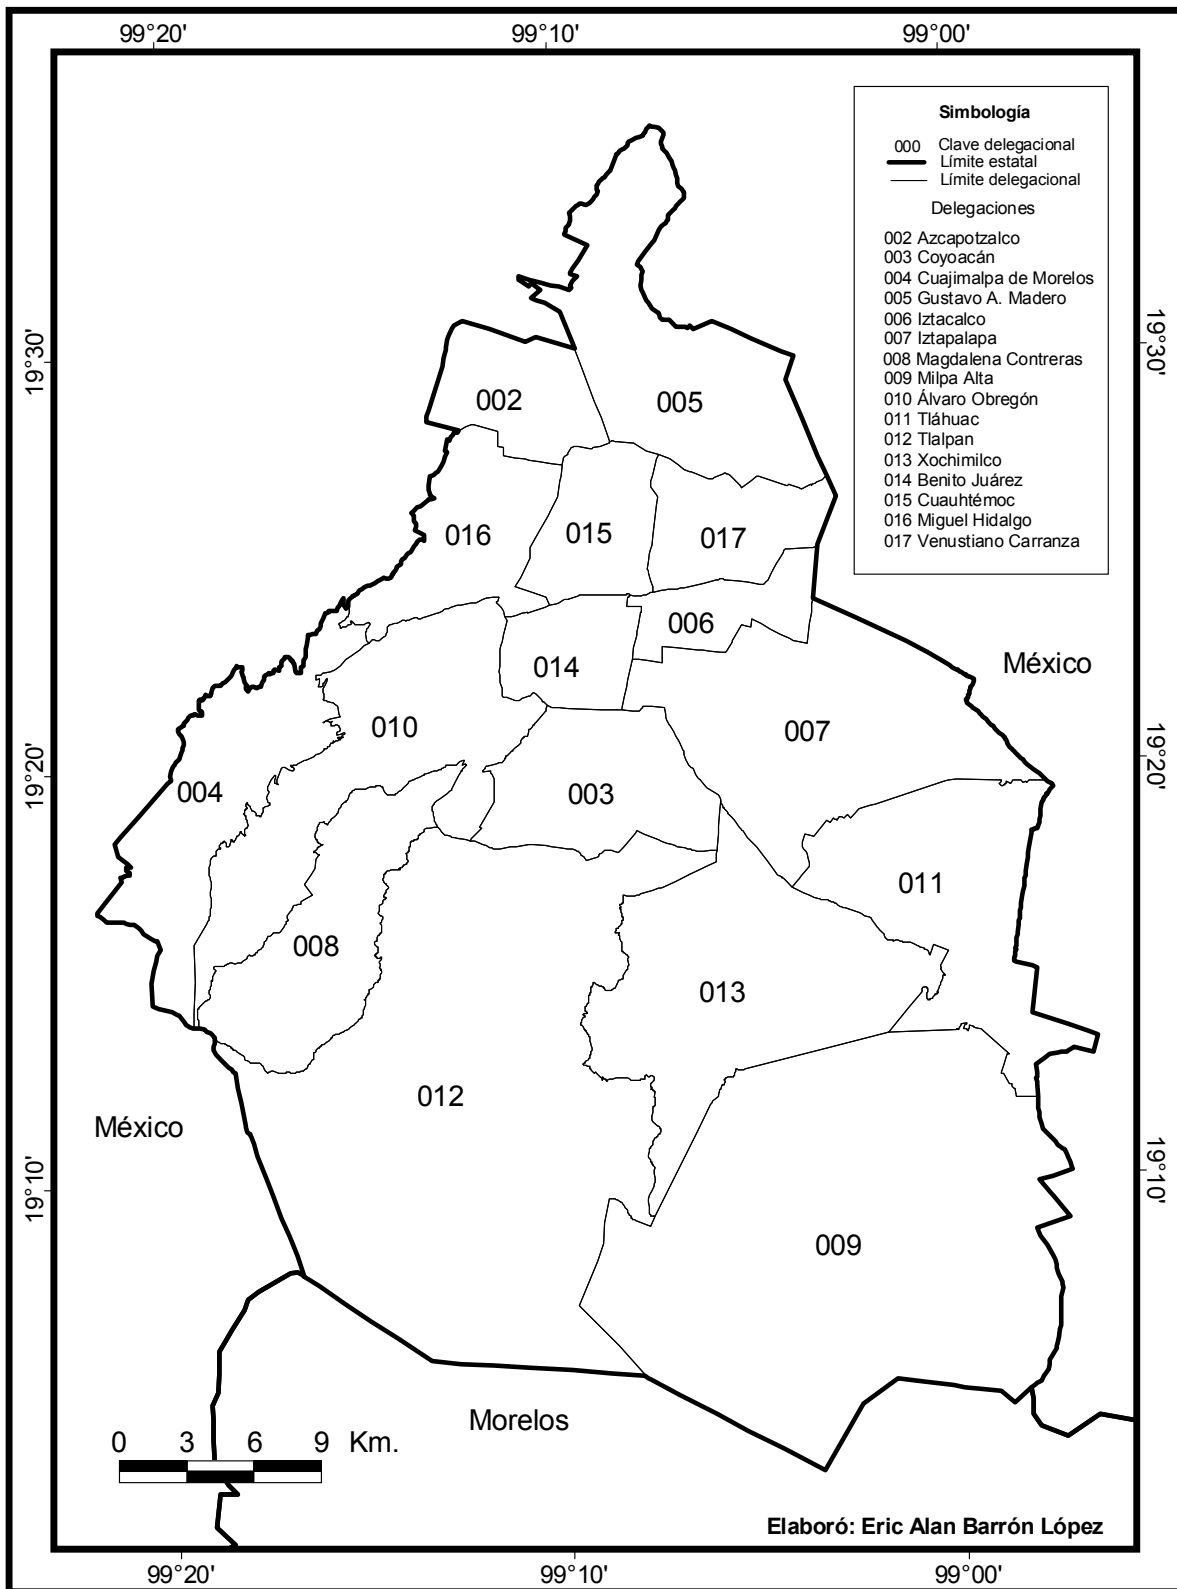 99°20'
99°10'
99°00'
Simbología
000 Clave delegacional
Límite estatal
Límite delegacional
Delegaciones
002 Azcapotzalco
003 Coyoacán
004 Cuajimalpa de Morelos
005 Gustavo A. Madero
006 Iztacalco
007 Iztapalapa
008 Magdalena Contreras
009 Milpa Alta
010 Álvaro Obregón
011 Tláhuac
012 Tlalpan
013 Xochimilco
014 Benito Juárez
015 Cuauhtémoc
016 Miguel Hidalgo
017 Venustiano Carranza
19°30'
19°30'
002
005
016
015
017
006
014
México
010
007
19°20'
19°20'
004
003
011
008
013
012
México
19°10'
19°10'
009
Morelos
0 3 6 9 Km.
Elaboró: Eric Alan Barrón López
99°20'
99°10'
99°00'